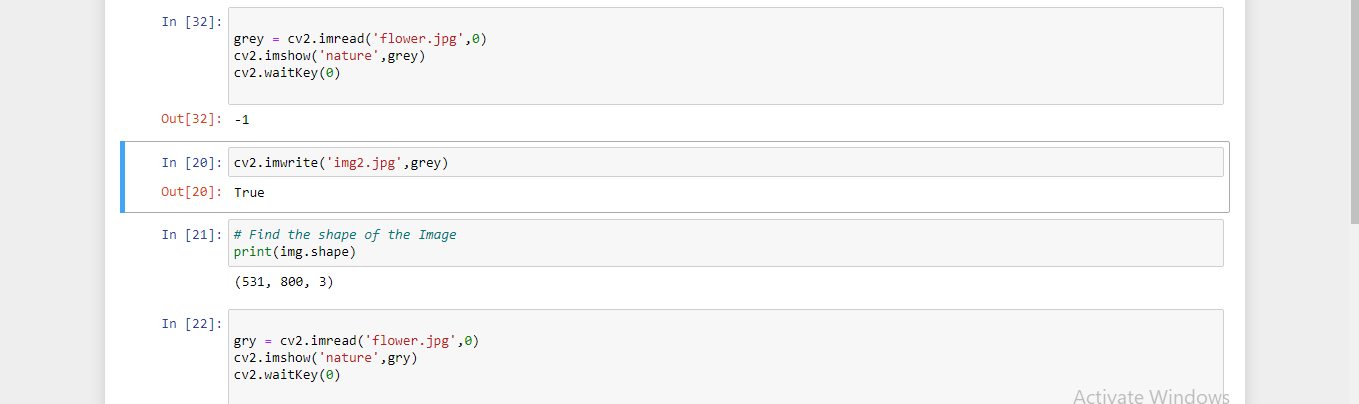 In [32]:
grey = cv2.imread('flower.jpg',0)
cv2.imshow('nature',grey)
cv2.waitKey(0)
Out[32]: -1
In [20]: cv2.imwrite('img2.jpg',grey)
Out[20]: True
In [21]: # Find the shape of the Image
print(img.shape)
(531, 800, 3)
In [22]:
gry = cv2.imread('flower.jpg',0)
cv2.imshow('nature',gry)
cv2.waitKey(0)
Activate Windows